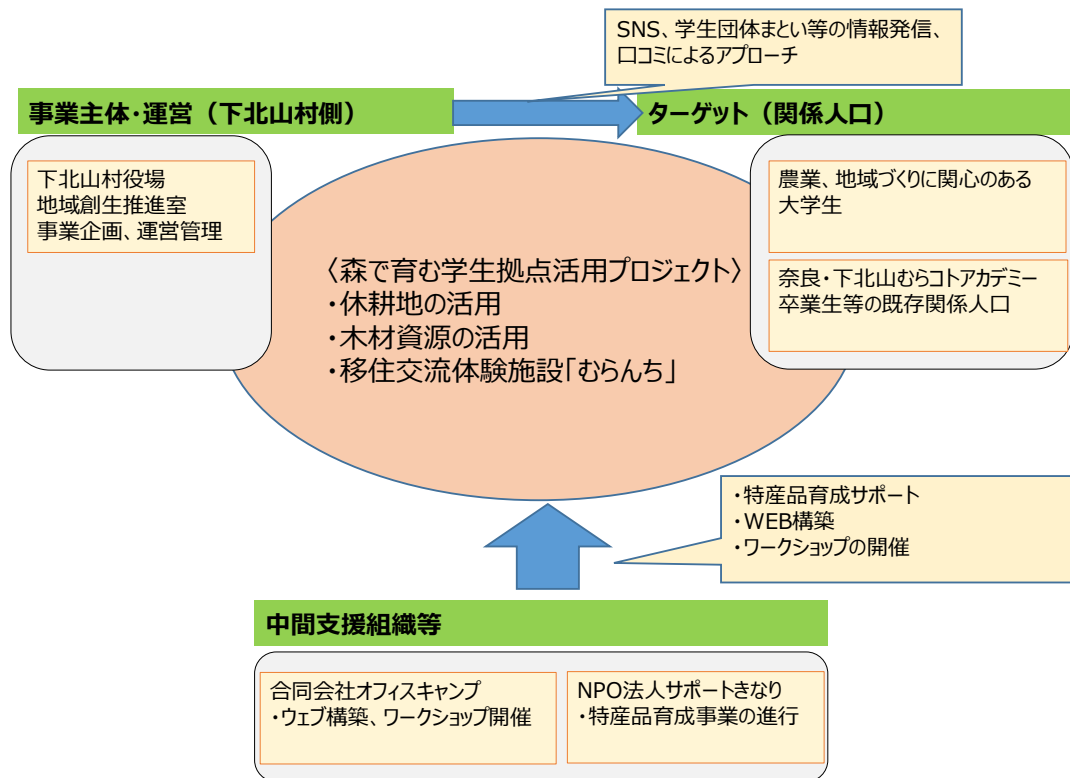 SNS、学生団体まとい等の情報発信、
口コミによるアプローチ
事業主体・運営（下北山村側）
ターゲット（関係人口）
下北山村役場
地域創生推進室
事業企画、運営管理
農業、地域づくりに関心のある
大学生
奈良・下北山むらコトアカデミー
卒業生等の既存関係人口
〈森で育む学生拠点活用プロジェクト〉
・休耕地の活用
・木材資源の活用
・移住交流体験施設「むらんち」
・特産品育成サポート
・WEB構築
・ワークショップの開催
中間支援組織等
合同会社オフィスキャンプ
・ウェブ構築、ワークショップ開催
NPO法人サポートきなり
・特産品育成事業の進行